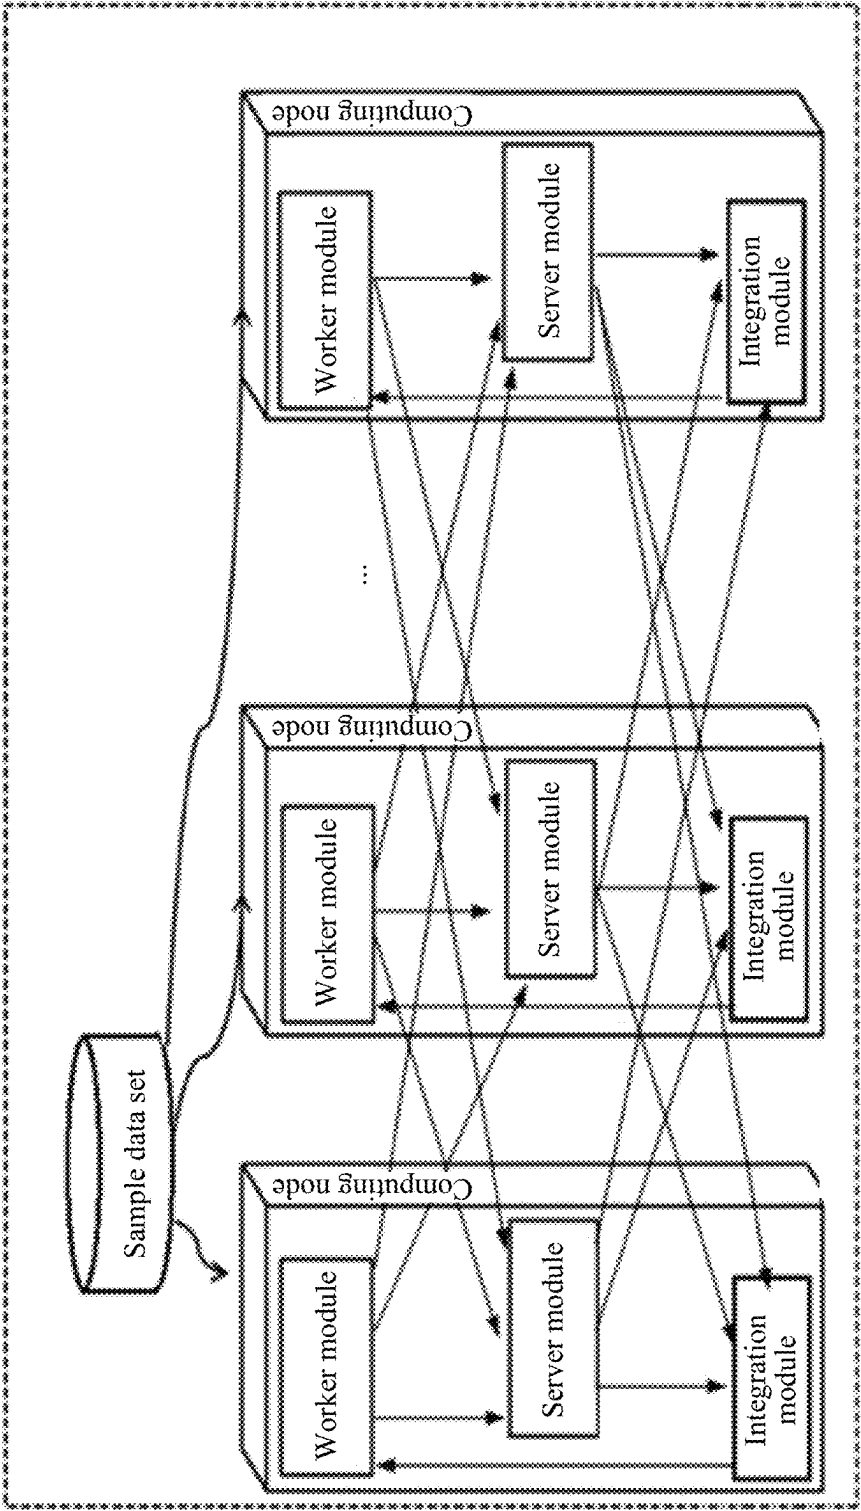 Sample data set
Computing node
Worker module
Server module
Integration
module
Computing node
Worker module
Server module
Integration
module
...
Computing node
Worker module
Server module
Integration
module